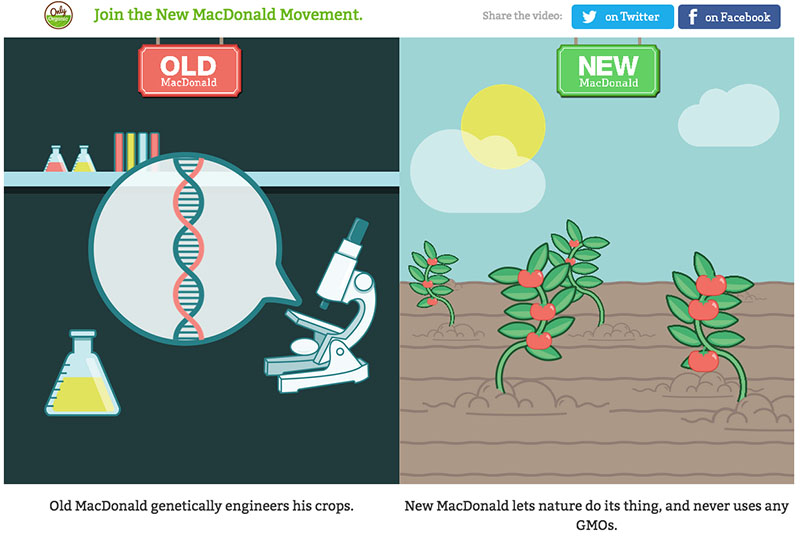 Only
Organic
Join the New MacDonald Movement.
Share the video:
on Twitter
f on Facebook
OLD
MacDonald
NEW
MacDonald
Old MacDonald genetically engineers his crops.
New MacDonald lets nature do its thing, and never uses any
GMOs.